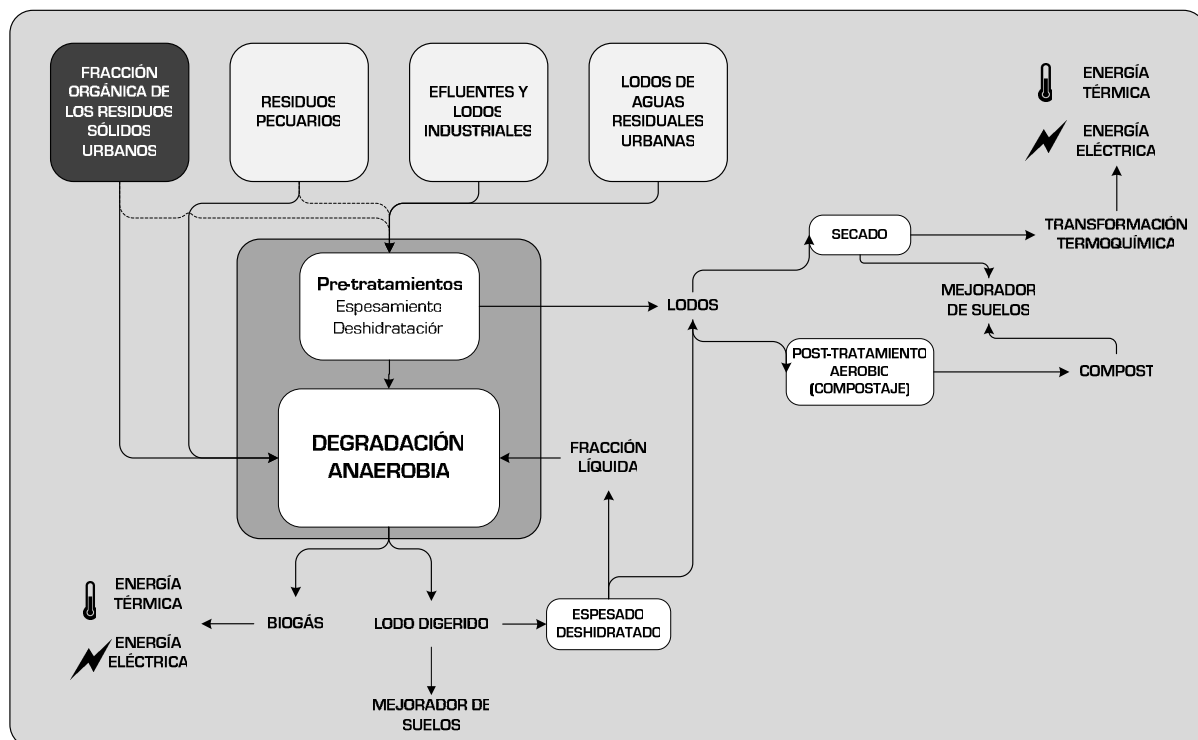 FRACCIÓN
ORGÁNICA DE
LOS RESIDUOS
SÓLIDOS
URBANOS
RESIDUOS
PECUARIOS
EFLUENTES Y
LODOS
INDUSTRIALES
LODOS DE
AGUAS
RESIDUALES
URBANAS
ENERGÍA
TÉRMICA
ENERGÍA
ELÉCTRICA
SECADO
TRANSFORMACIÓN
TERMOQUÍMICA
Pre-tratamientos
Espesamiento
Deshidratación
LODOS
MEJORADOR
DE SUELOS
POST-TRATAMIENTO
AEROBIC
(COMPOSTAJE)
COMPOST
DEGRADACIÓN
ANAEROBIA
FRACCIÓN
LÍQUIDA
ENERGÍA
TÉRMICA
ENERGÍA
ELÉCTRICA
BIOGÁS
LODO DIGERIDO
ESPESADO
DESHIDRATADO
MEJORADOR DE
SUELOS